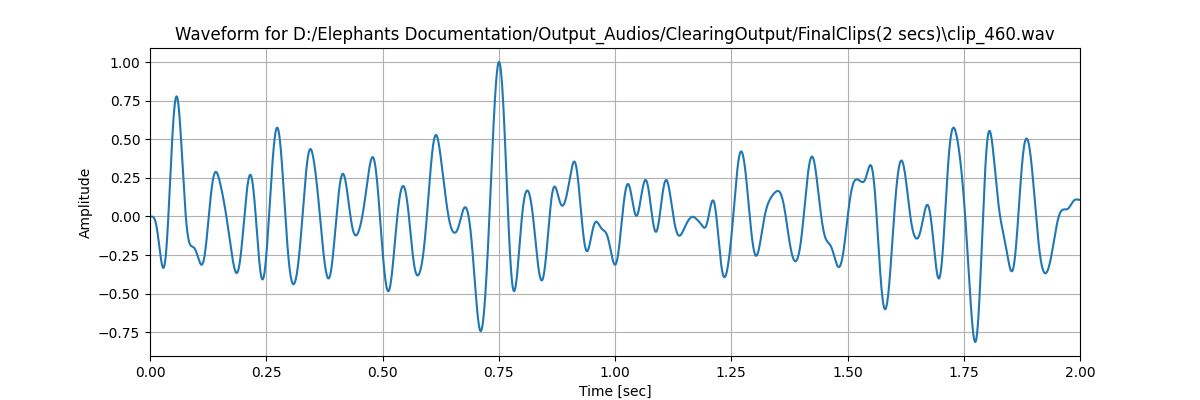 Waveform for D:/Elephants Documentation/Output_Audios/ClearingOutput/FinalClips(2 secs)\clip_460.wav
1.00
0.75
0.50
0.25
0.00
−0.25
−0.50
−0.75
Amplitude
0.00 0.25 0.50 0.75 1.00 1.25 1.50 1.75 2.00
Time [sec]